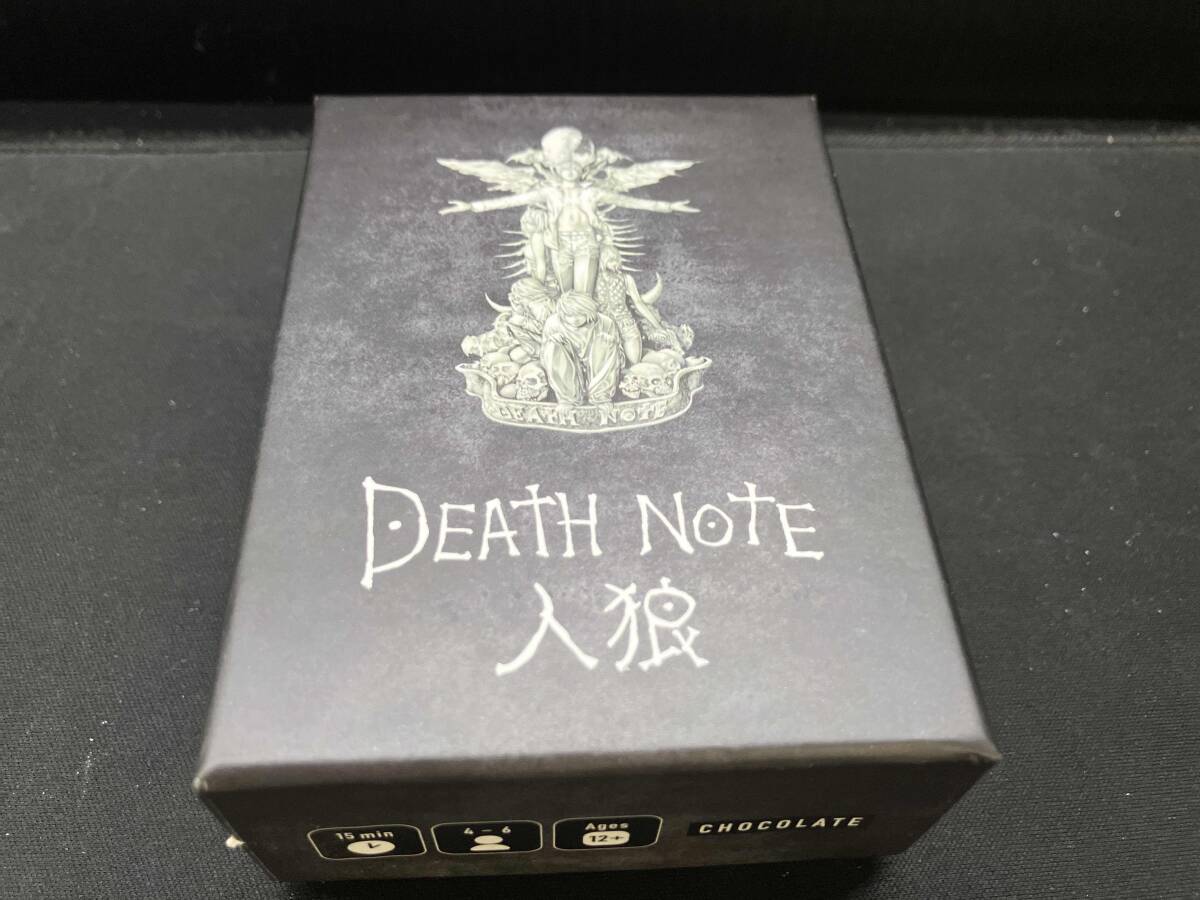 DEATH NOTE
DEATH NOTE
人狼
15 min
4 – 6
Ages
12+
CHOCOLATE